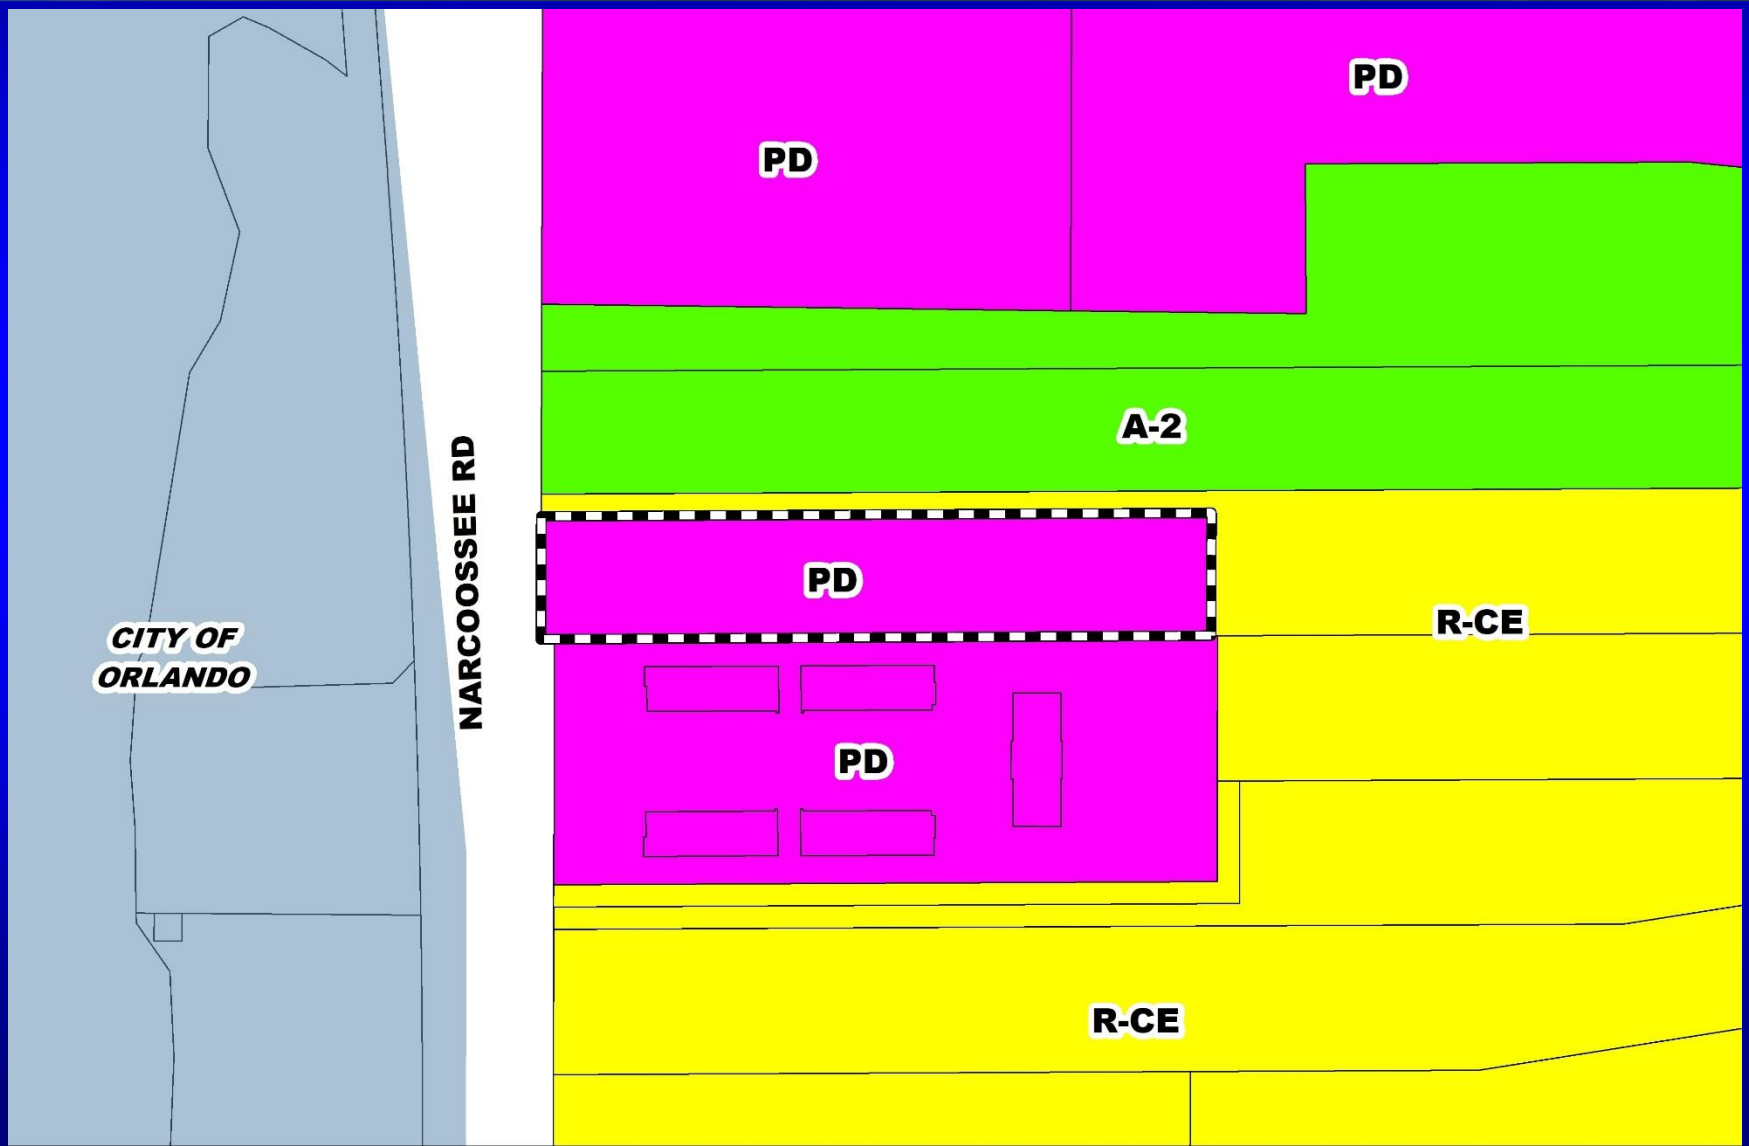 PD
PD
A-2
NARCOOSSEE RD
PD
R-CE
CITY OF
ORLANDO
PD
R-CE